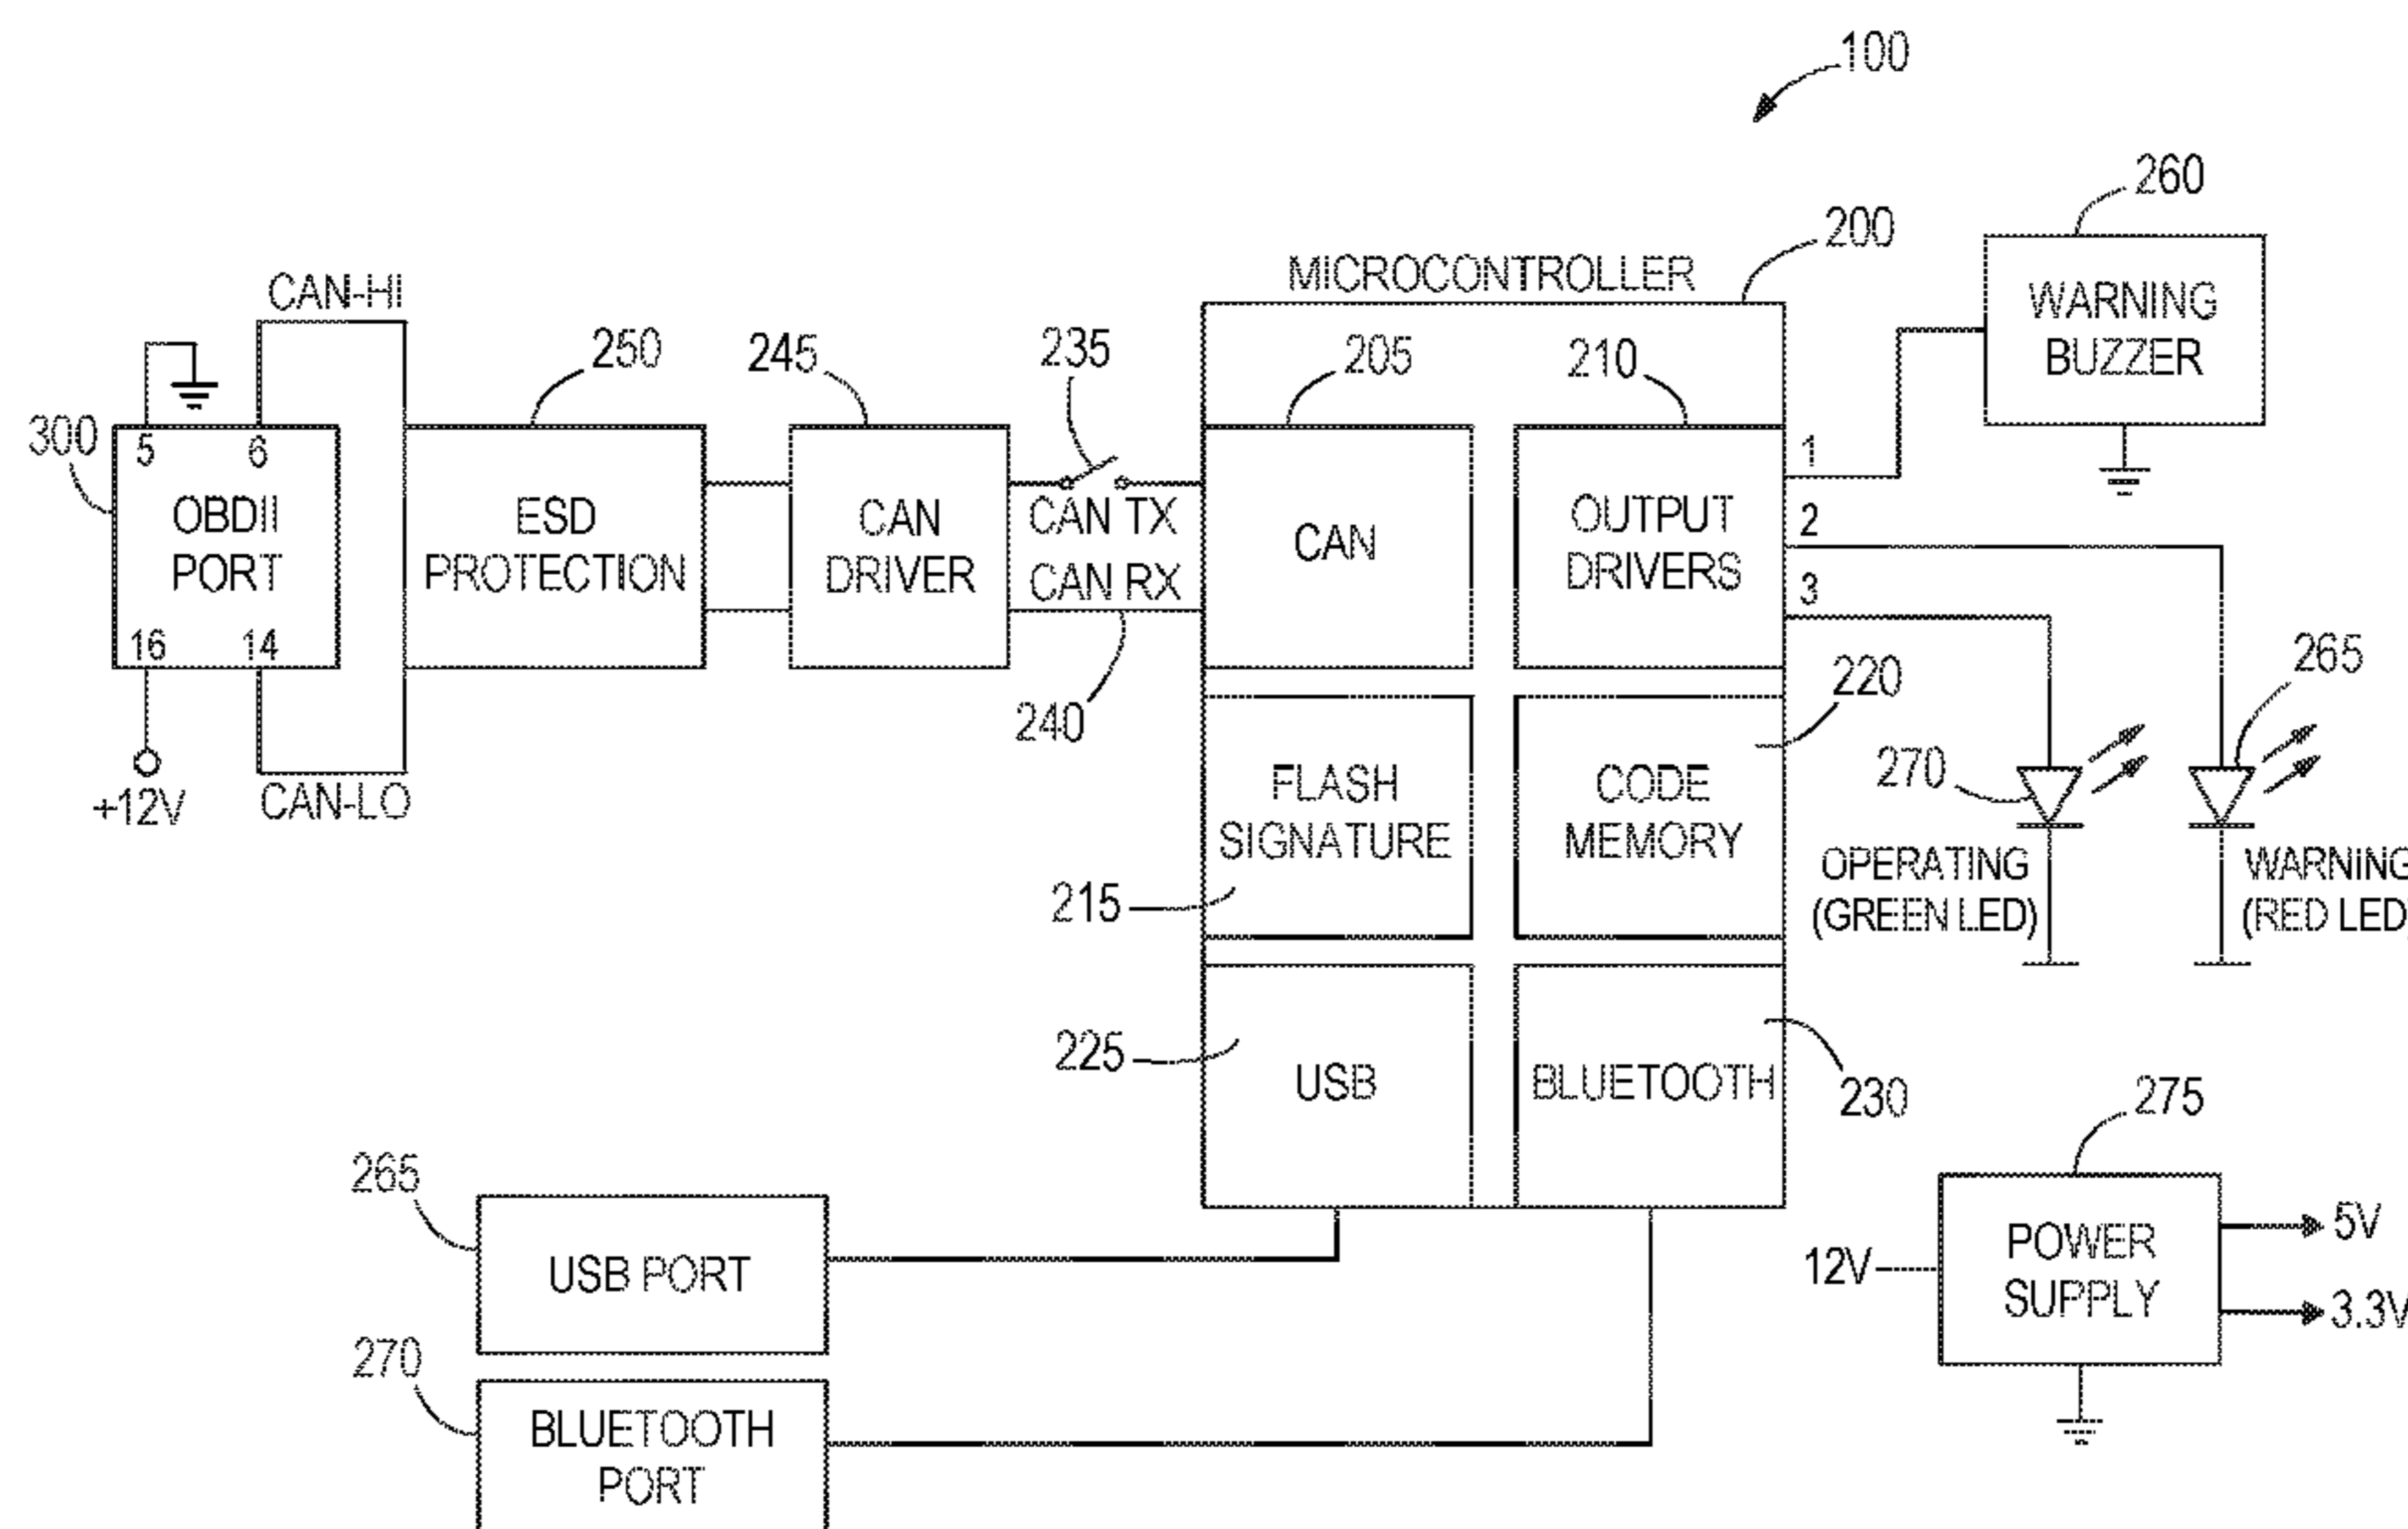 100
260
200
MICROCONTROLLER
WARNING
BUZZER
CAN-HI
250
245
235
205
210
300
5
6
1
OBDII
PORT
ESD
PROTECTION
CAN
DRIVER
CAN TX
CAN RX
CAN
OUTPUT
DRIVERS
2
3
16
14
240
220
265
+12V
CAN-LO
FLASH
SIGNATURE
CODE
MEMORY
270
215
OPERATING
(GREEN LED)
WARNING
(RED LED)
225
USB
BLUETOOTH
230
275
265
USB PORT
12V
POWER
SUPPLY
5V
3.3V
270
BLUETOOTH
PORT